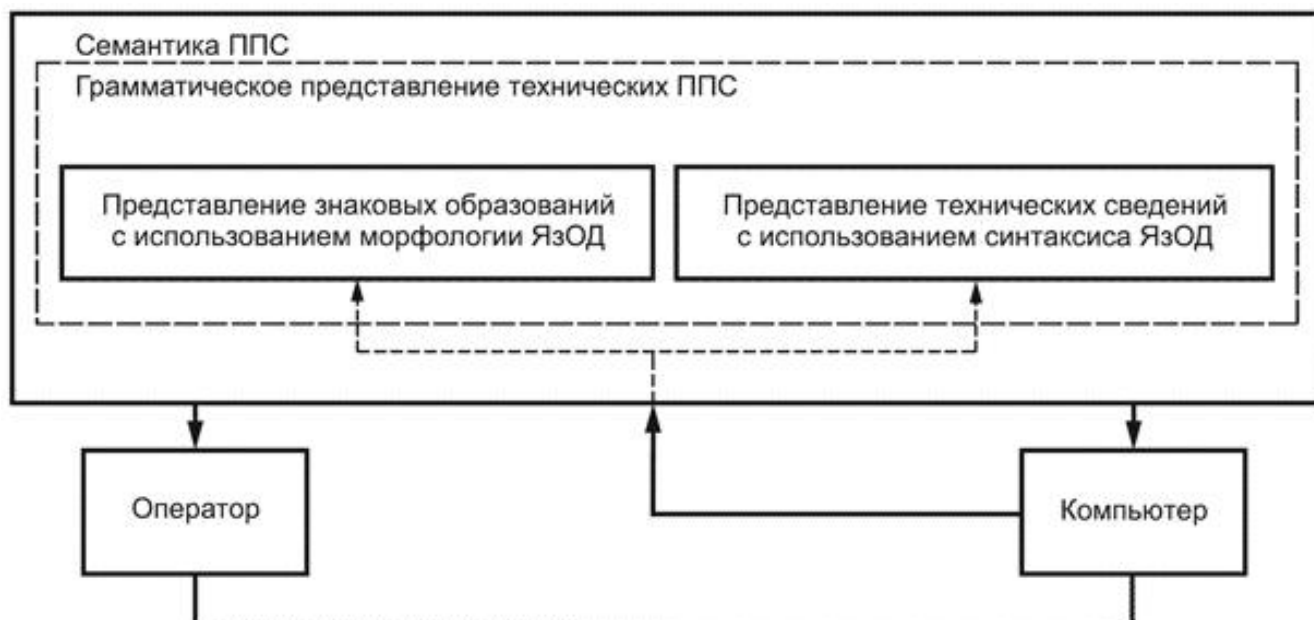 Семантика ППС
Грамматическое представление технических ППС
Представление знаковых образований
с использованием морфологии ЯзОД
Представление технических сведений
с использованием синтаксиса ЯзОД
Оператор
Компьютер